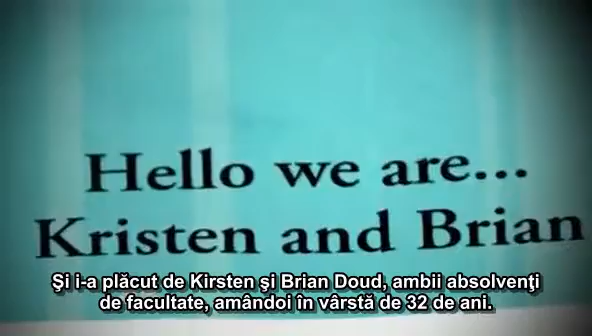 Hello we are...
Kristen and Brian
Şi i-a plăcut de Kirsten şi Brian Doud, ambii absolvenţi
de facultate, amândoi în vârstă de 32 de ani.